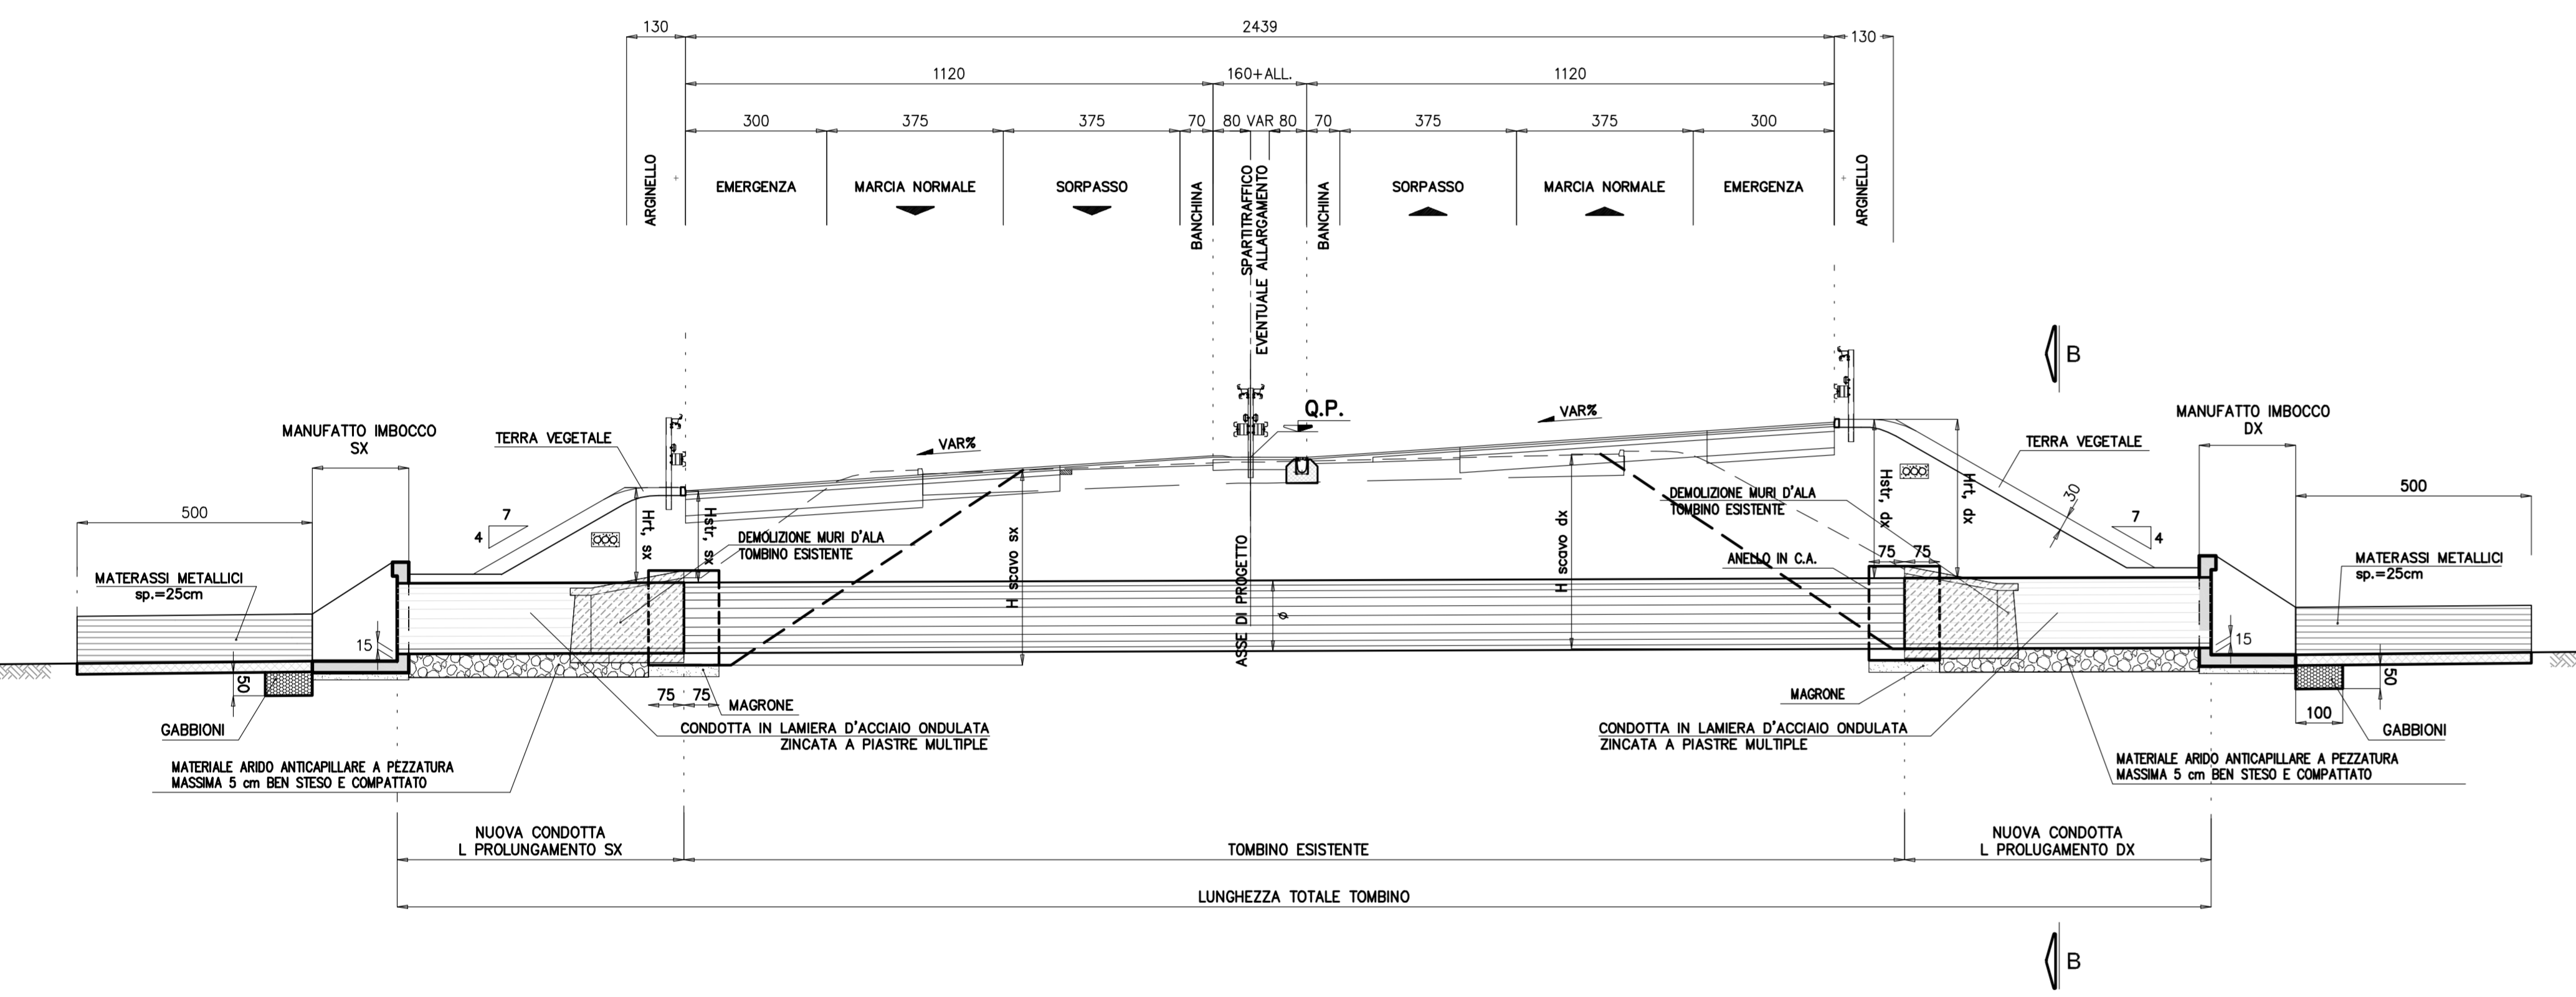 130
2439
130
1120
160+ALL.
1120
300
375
375
70
80 VAR 80
70
375
375
300
ARGINELLO
EMERGENZA
MARCIA NORMALE
SORPASSO
BANCHINA
SPARTITRAFFICO
EVENTUALE ALLARGAMENTO
BANCHINA
SORPASSO
MARCIA NORMALE
EMERGENZA
ARGINELLO
B
MANUFATTO IMBOCCO
SX
TERRA VEGETALE
VAR%
Q.P.
VAR%
MANUFATTO IMBOCCO
DX
TERRA VEGETALE
500
7
4
Hrt, sx
Hstr, sx
DEMOLIZIONE MURI D'ALA
TOMBINO ESISTENTE
H scavo sx
ASSE DI PROGETTO
Ø
H scavo dx
DEMOLIZIONE MURI D'ALA
TOMBINO ESISTENTE
ANELLO IN C.A.
Hstr, dx
Hrt, dx
75
75
30
7
4
500
MATERASSI METALLICI
sp.=25cm
MATERASSI METALLICI
sp.=25cm
15
15
50
50
75
75
100
GABBIONI
MAGRONE
MAGRONE
GABBIONI
CONDOTTA IN LAMIERA D'ACCIAIO ONDULATA
ZINCATA A PIASTRE MULTIPLE
CONDOTTA IN LAMIERA D'ACCIAIO ONDULATA
ZINCATA A PIASTRE MULTIPLE
MATERIALE ARIDO ANTICAPILLARE A PEZZATURA
MASSIMA 5 cm BEN STESO E COMPATTATO
MATERIALE ARIDO ANTICAPILLARE A PEZZATURA
MASSIMA 5 cm BEN STESO E COMPATTATO
NUOVA CONDOTTA
L PROLUNGAMENTO SX
TOMBINO ESISTENTE
NUOVA CONDOTTA
L PROLUGAMENTO DX
LUNGHEZZA TOTALE TOMBINO
B